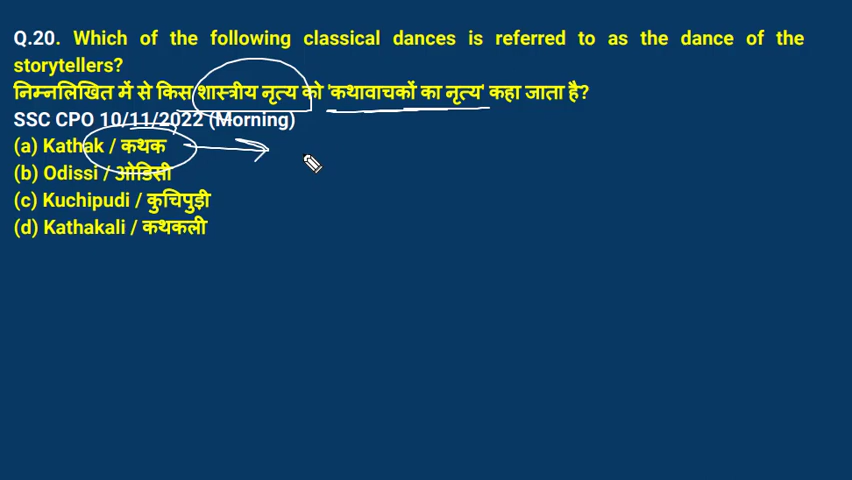 Q.20. Which of the following classical dances is referred to as the dance of the
storytellers?
निम्नलिखित में से किस शास्त्रीय नृत्य को 'कथावाचकों का नृत्य' कहा जाता है?
SSC CPO 10/11/2022 (Morning)
(a) Kathak / कथक
(b) Odissi / ओडिसी
(c) Kuchipudi / कुचिपुड़ी
(d) Kathakali / कथकली